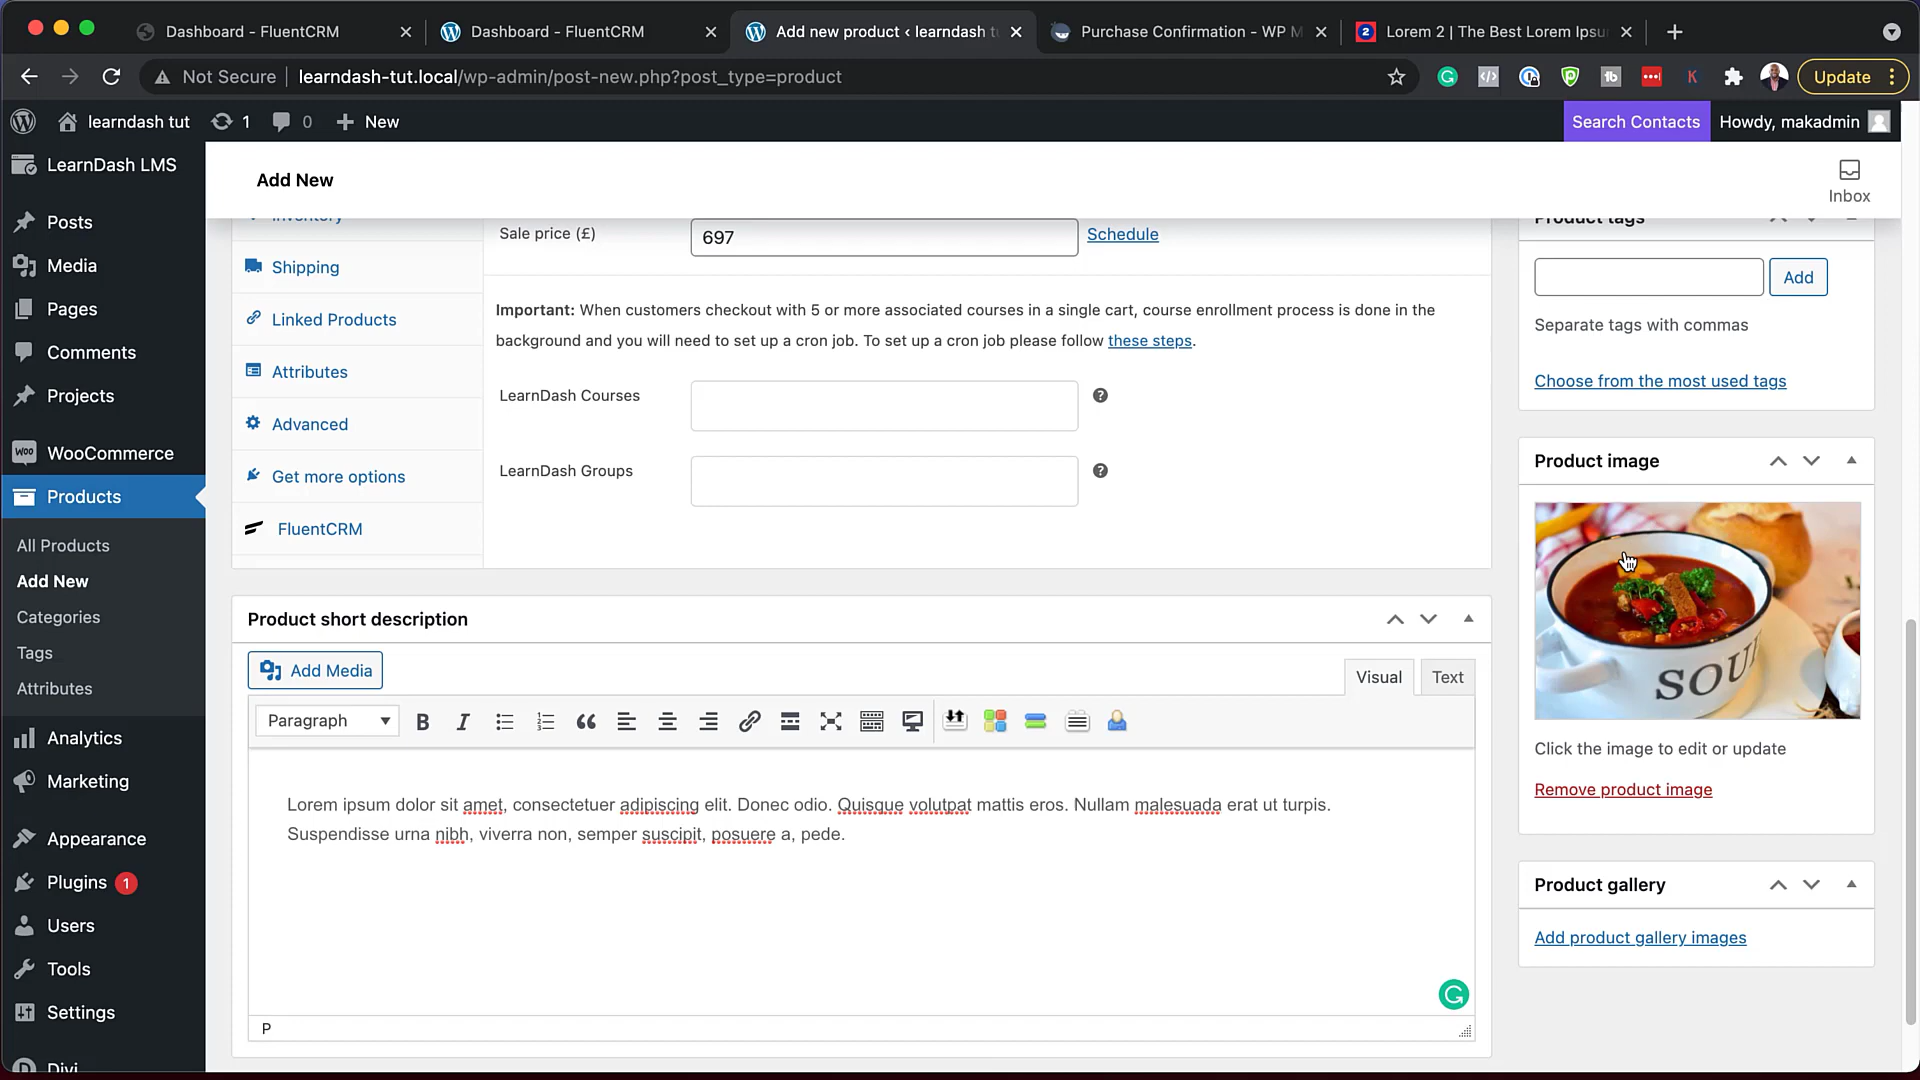 Dashboard - FluentCRM
Dashboard - FluentCRM
Add new product ‹ learndash t
Purchase Confirmation - WP M
Lorem 2 | The Best Lorem Ipsu
Not Secure
learndash-tut.local/wp-admin/post-new.php?post_type=product
Update
learndash tut
1
0
New
Search Contacts
Howdy, makadmin
LearnDash LMS
Posts
Media
Pages
Comments
Projects
WooCommerce
Products
All Products
Add New
Categories
Tags
Attributes
Analytics
Marketing
Appearance
Plugins 1
Users
Tools
Settings
Divi
Add New
Inbox
Inventory
Shipping
Linked Products
Attributes
Advanced
Get more options
FluentCRM
Sale price (£)
697
Schedule
Important: When customers checkout with 5 or more associated courses in a single cart, course enrollment process is done in the
background and you will need to set up a cron job. To set up a cron job please follow these steps.
LearnDash Courses
LearnDash Groups
Product short description
Add Media
Visual
Text
Paragraph
Lorem ipsum dolor sit amet, consectetuer adipiscing elit. Donec odio. Quisque volutpat mattis eros. Nullam malesuada erat ut turpis.
Suspendisse urna nibh, viverra non, semper suscipit, posuere a, pede.
P
Product tags
Add
Separate tags with commas
Choose from the most used tags
Product image
SOU
Click the image to edit or update
Remove product image
Product gallery
Add product gallery images